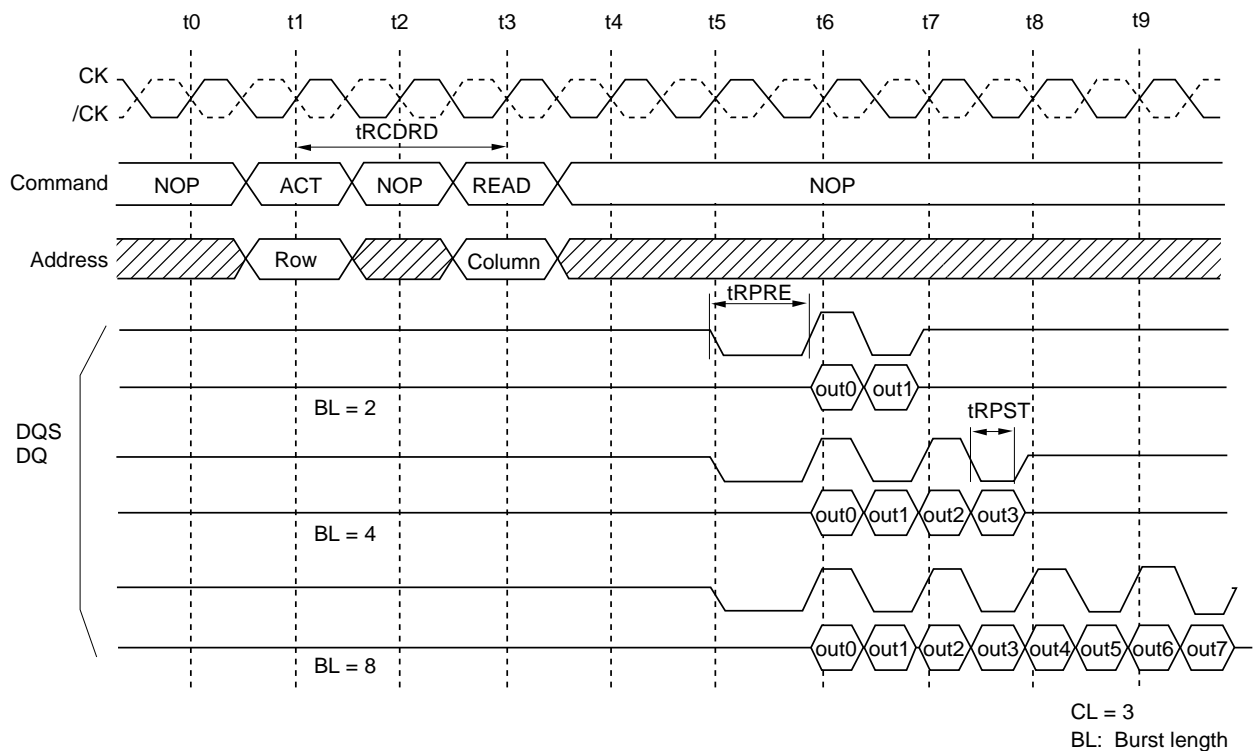 t0 t1 t2 t3 t4 t5 t6 t7 t8 t9
CK
/CK
tRCDRD
Command NOP ACT NOP READ NOP
Address Row Column
tRPRE
out0 out1
BL = 2
tRPST
DQS
DQ
out0 out1 out2 out3
BL = 4
out0 out1 out2 out3 out4 out5 out6 out7
BL = 8
CL = 3
BL: Burst length